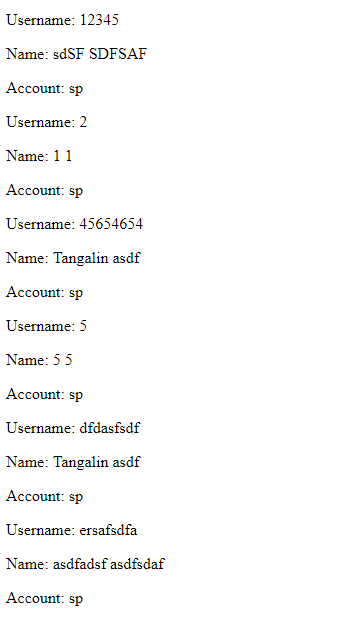 Username: 12345
Name: sdSF SDFSAF
Account: sp
Username: 2
Name: 1 1
Account: sp
Username: 45654654
Name: Tangalin asdf
Account: sp
Username: 5
Name: 5 5
Account: sp
Username: dfdasfsdf
Name: Tangalin asdf
Account: sp
Username: ersafsdfa
Name: asdfadsf asdfsdaf
Account: sp